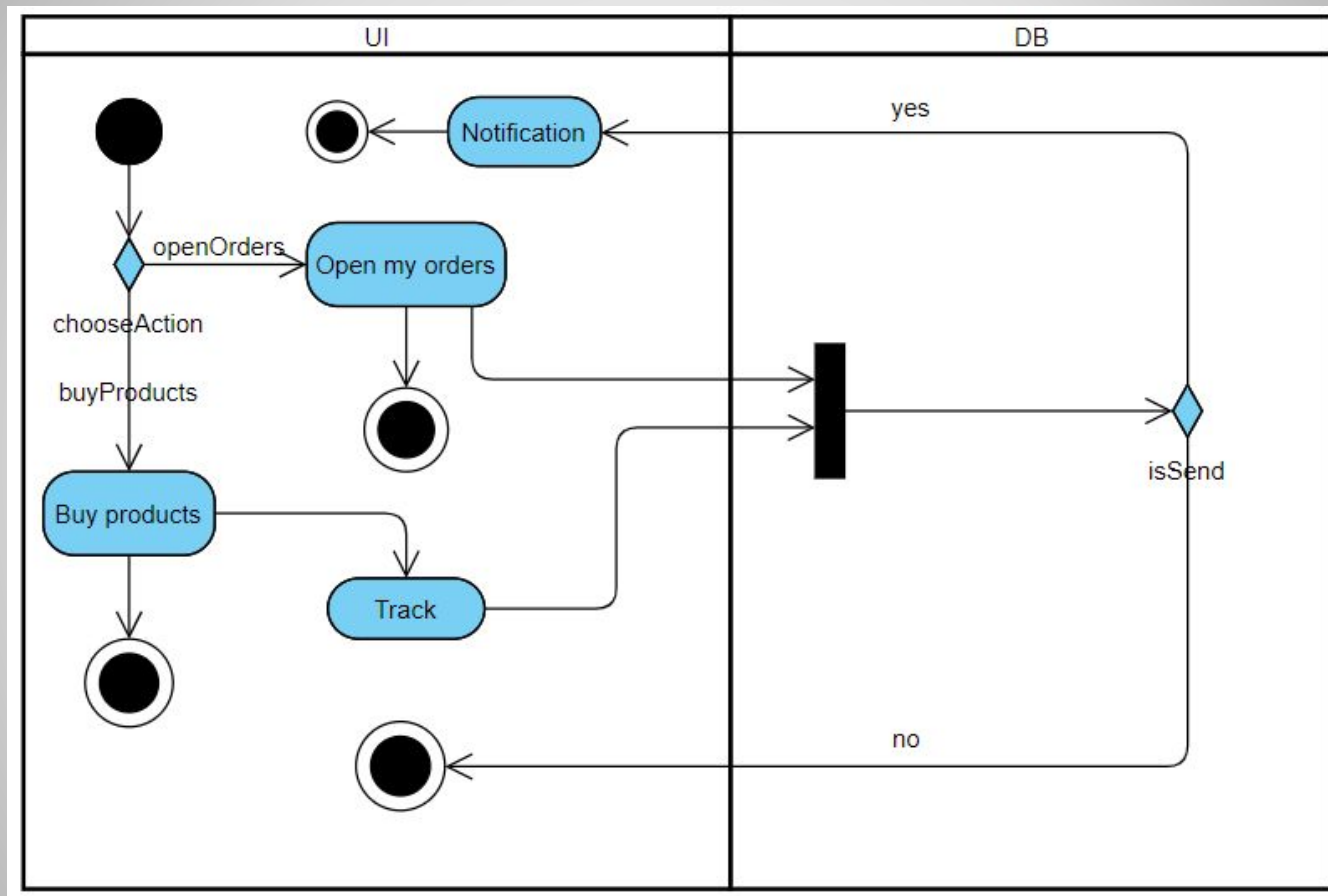 UI
DB
yes
Notification
openOrders
Open my orders
chooseAction
buyProducts
isSend
Buy products
Track
no